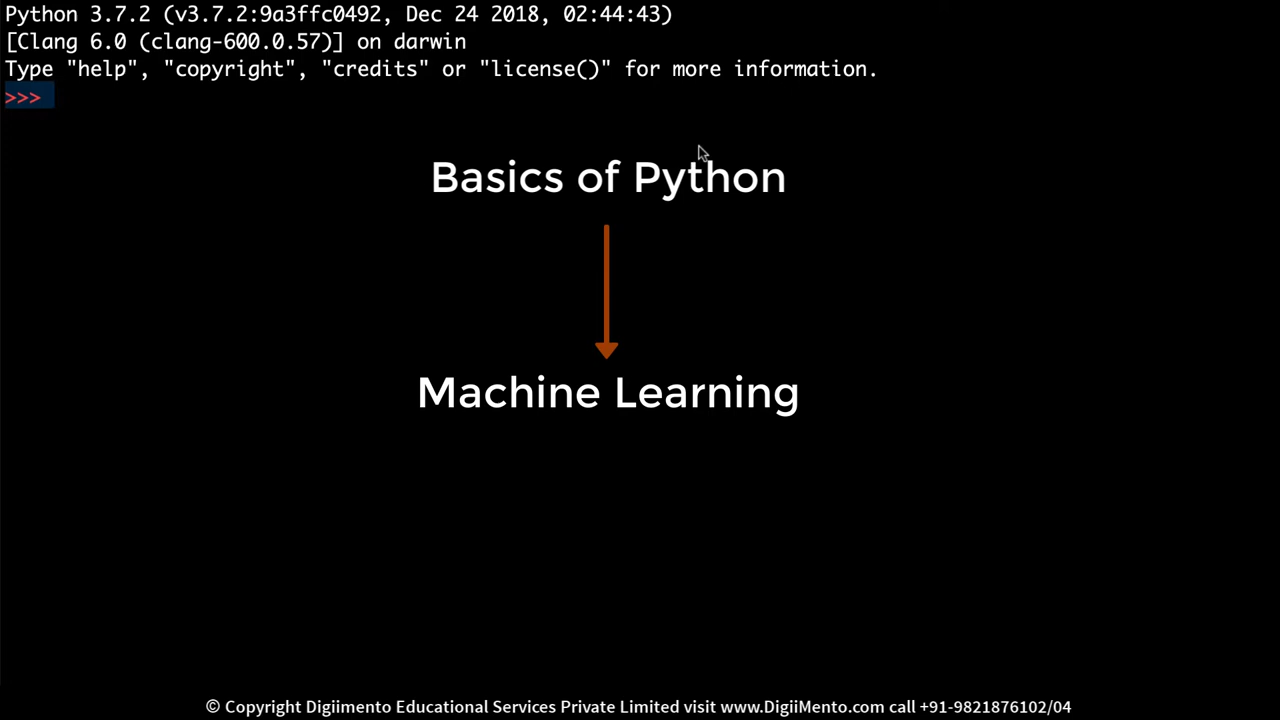 Python 3.7.2 (v3.7.2:9a3ffc0492, Dec 24 2018, 02:44:43)
[Clang 6.0 (clang-600.0.57)] on darwin
Type "help", "copyright", "credits" or "license()" for more information.
>>>
Basics of Python
Machine Learning
© Copyright Digiimento Educational Services Private Limited visit www.DigiiMento.com call +91-9821876102/04